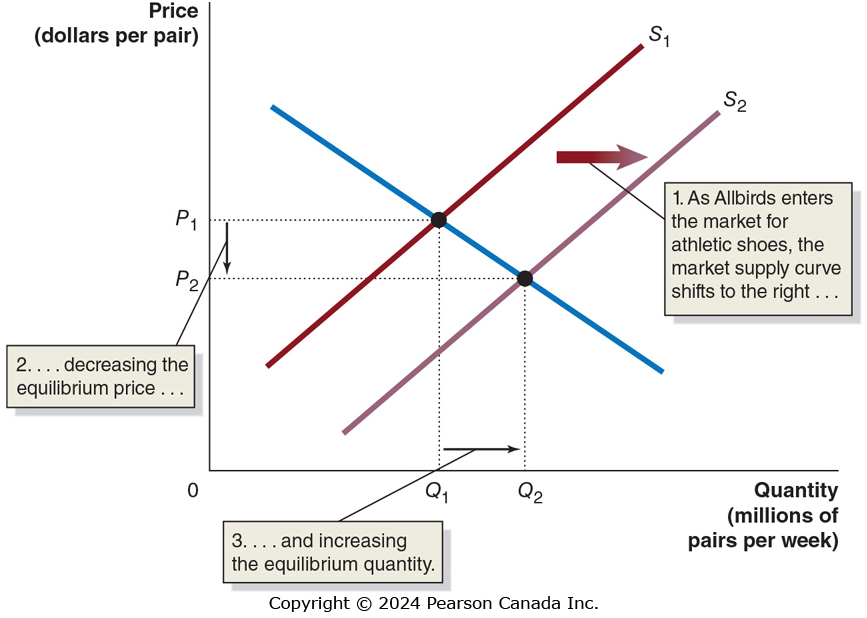 Price
(dollars per pair)
S1
S2
1. As Allbirds enters
the market for
athletic shoes, the
market supply curve
shifts to the right . . .
P1
P2
2. . . . decreasing the
equilibrium price . . .
0
Q1
Q2
Quantity
(millions of
pairs per week)
3. . . . and increasing
the equilibrium quantity.
Copyright © 2024 Pearson Canada Inc.